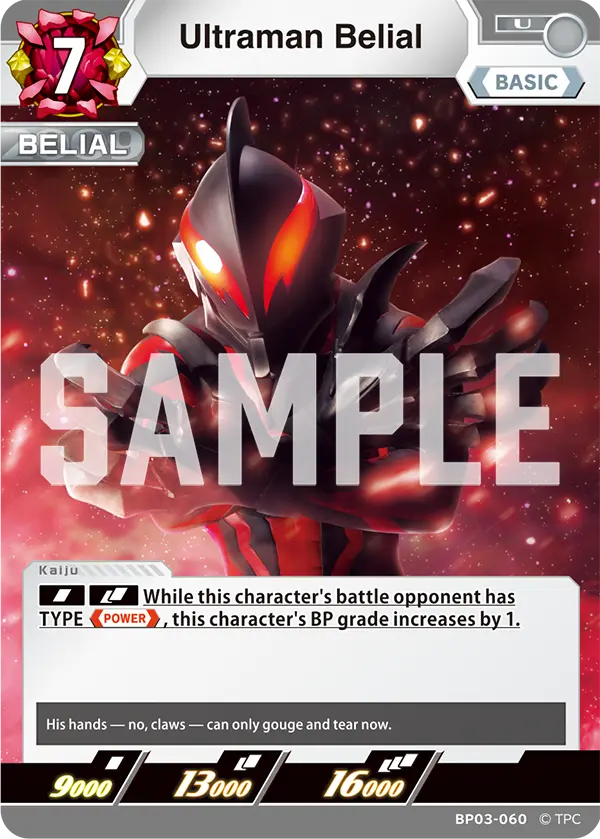 7
Ultraman Belial
U
BASIC
BELIAL
SAMPLE
Kaiju
While this character's battle opponent has
TYPE POWER, this character's BP grade increases by 1.
His hands — no, claws — can only gouge and tear now.
9000 13000 16000
BP03-060 © TPC